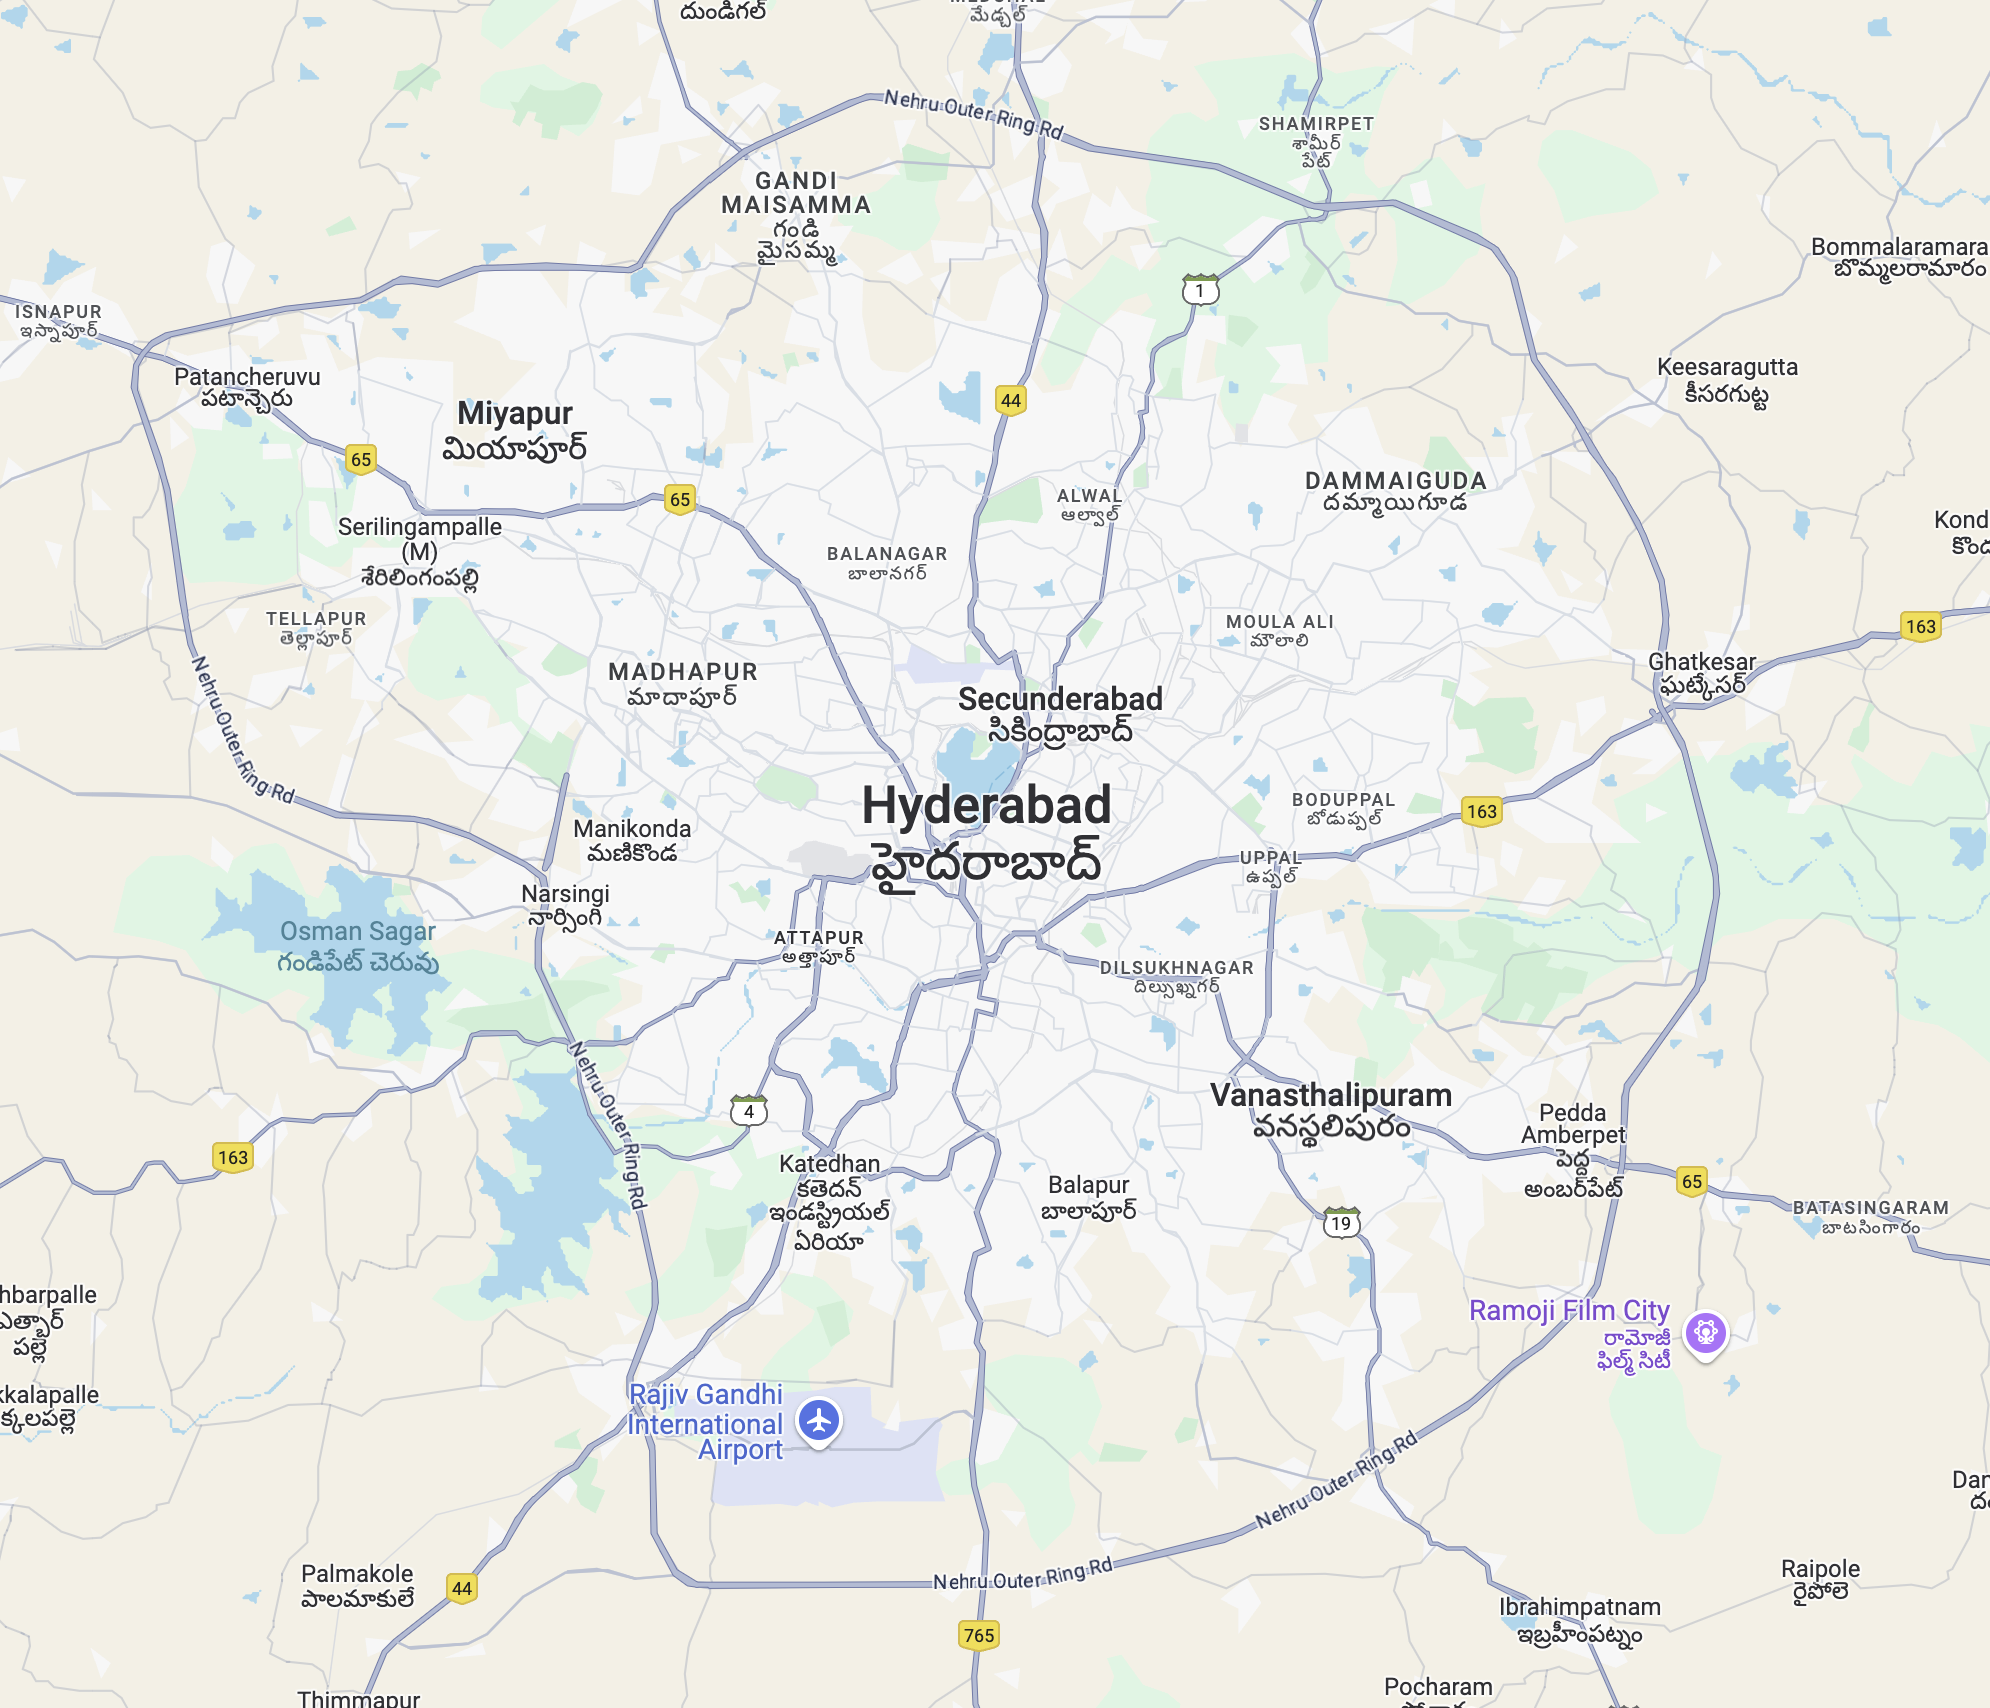 దుండిగల్
మేడ్చల్
Nehru Outer Ring Rd
SHAMIRPET
శామీర్
పేట్
GANDI
MAISAMMA
గండి
మైసమ్మ
Bommalaramara
బొమ్మలరామారం
1
ISNAPUR
ఇస్నాపూర్
Patancheruvu
పటాన్చెరు
Keesaragutta
కీసరగుట్ట
44
Miyapur
మియాపూర్
65
65
DAMMAIGUDA
దమ్మాయిగూడ
ALWAL
ఆల్వాల్
Serilingampalle
(M)
శేరిలింగంపల్లి
Kond
BALANAGAR
బాలానగర్
TELLAPUR
తెల్లాపూర్
MOULA ALI
మౌలాలి
163
Ghatkesar
ఘట్కేసర్
MADHAPUR
మాదాపూర్
Secunderabad
సికింద్రాబాద్
Nehru Outer Ring Rd
Hyderabad
హైదరాబాద్
BODUPPAL
బోడుప్పల్
163
Manikonda
మణికొండ
UPPAL
ఉప్పల్
Narsingi
నార్సింగి
Osman Sagar
గండిపేట్ చెరువు
ATTAPUR
అత్తాపూర్
DILSUKHNAGAR
దిల్సుఖ్నగర్
Nehru Outer Ring Rd
4
Vanasthalipuram
వనస్థలిపురం
Pedda
Amberpet
పెద్ద
అంబర్‌పేట్
163
Katedhan
కతెదన్
ఇండస్ట్రియల్
ఏరియా
Balapur
బాలాపూర్
65
BATASINGARAM
బాటసింగారం
19
hbarpalle
ఎత్బార్
పల్లె
Ramoji Film City
రామోజీ
ఫిల్మ్ సిటీ
kkalapalle
క్కలపల్లె
Rajiv Gandhi
International
Airport
Nehru Outer Ring Rd
Dan
Palmakole
పాలమాకులే
44
Nehru Outer Ring Rd
Raipole
రైపోలె
Ibrahimpatnam
ఇబ్రహీంపట్నం
765
Pocharam
Thimmapur